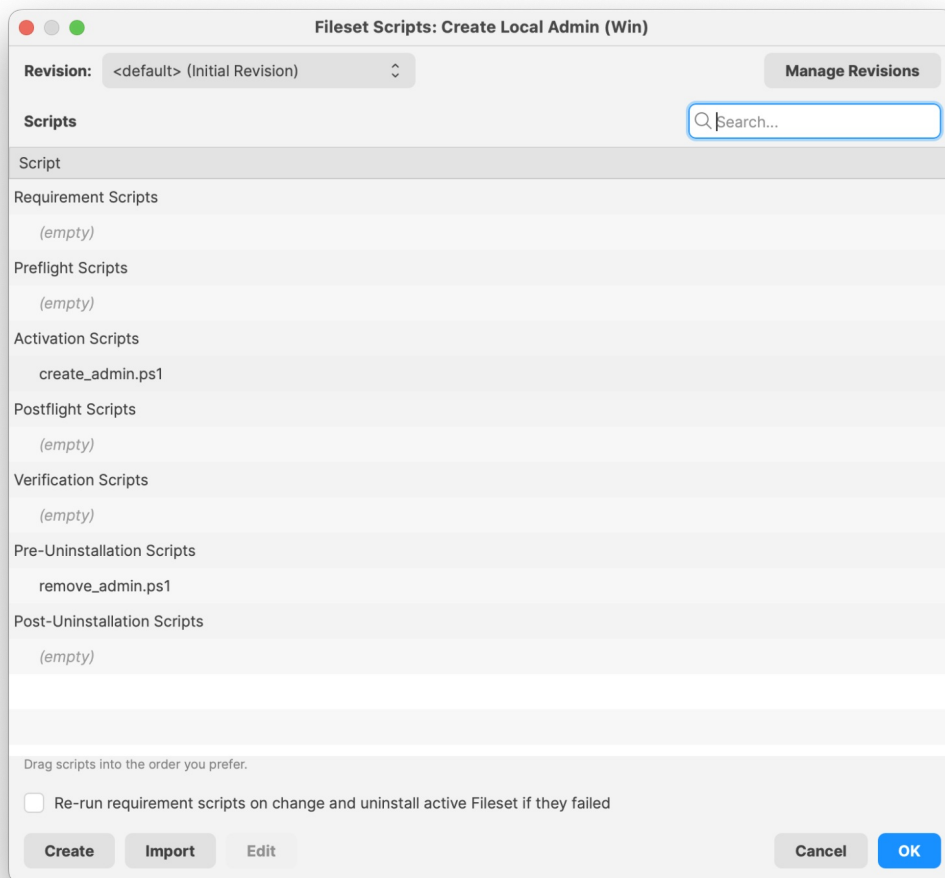 Fileset Scripts: Create Local Admin (Win)
Revision: <default> (Initial Revision) Manage Revisions
Scripts Search...
Script
Requirement Scripts
(empty)
Preflight Scripts
(empty)
Activation Scripts
create_admin.ps1
Postflight Scripts
(empty)
Verification Scripts
(empty)
Pre-Uninstallation Scripts
remove_admin.ps1
Post-Uninstallation Scripts
(empty)
Drag scripts into the order you prefer.
Re-run requirement scripts on change and uninstall active Fileset if they failed
Create Import Edit Cancel OK